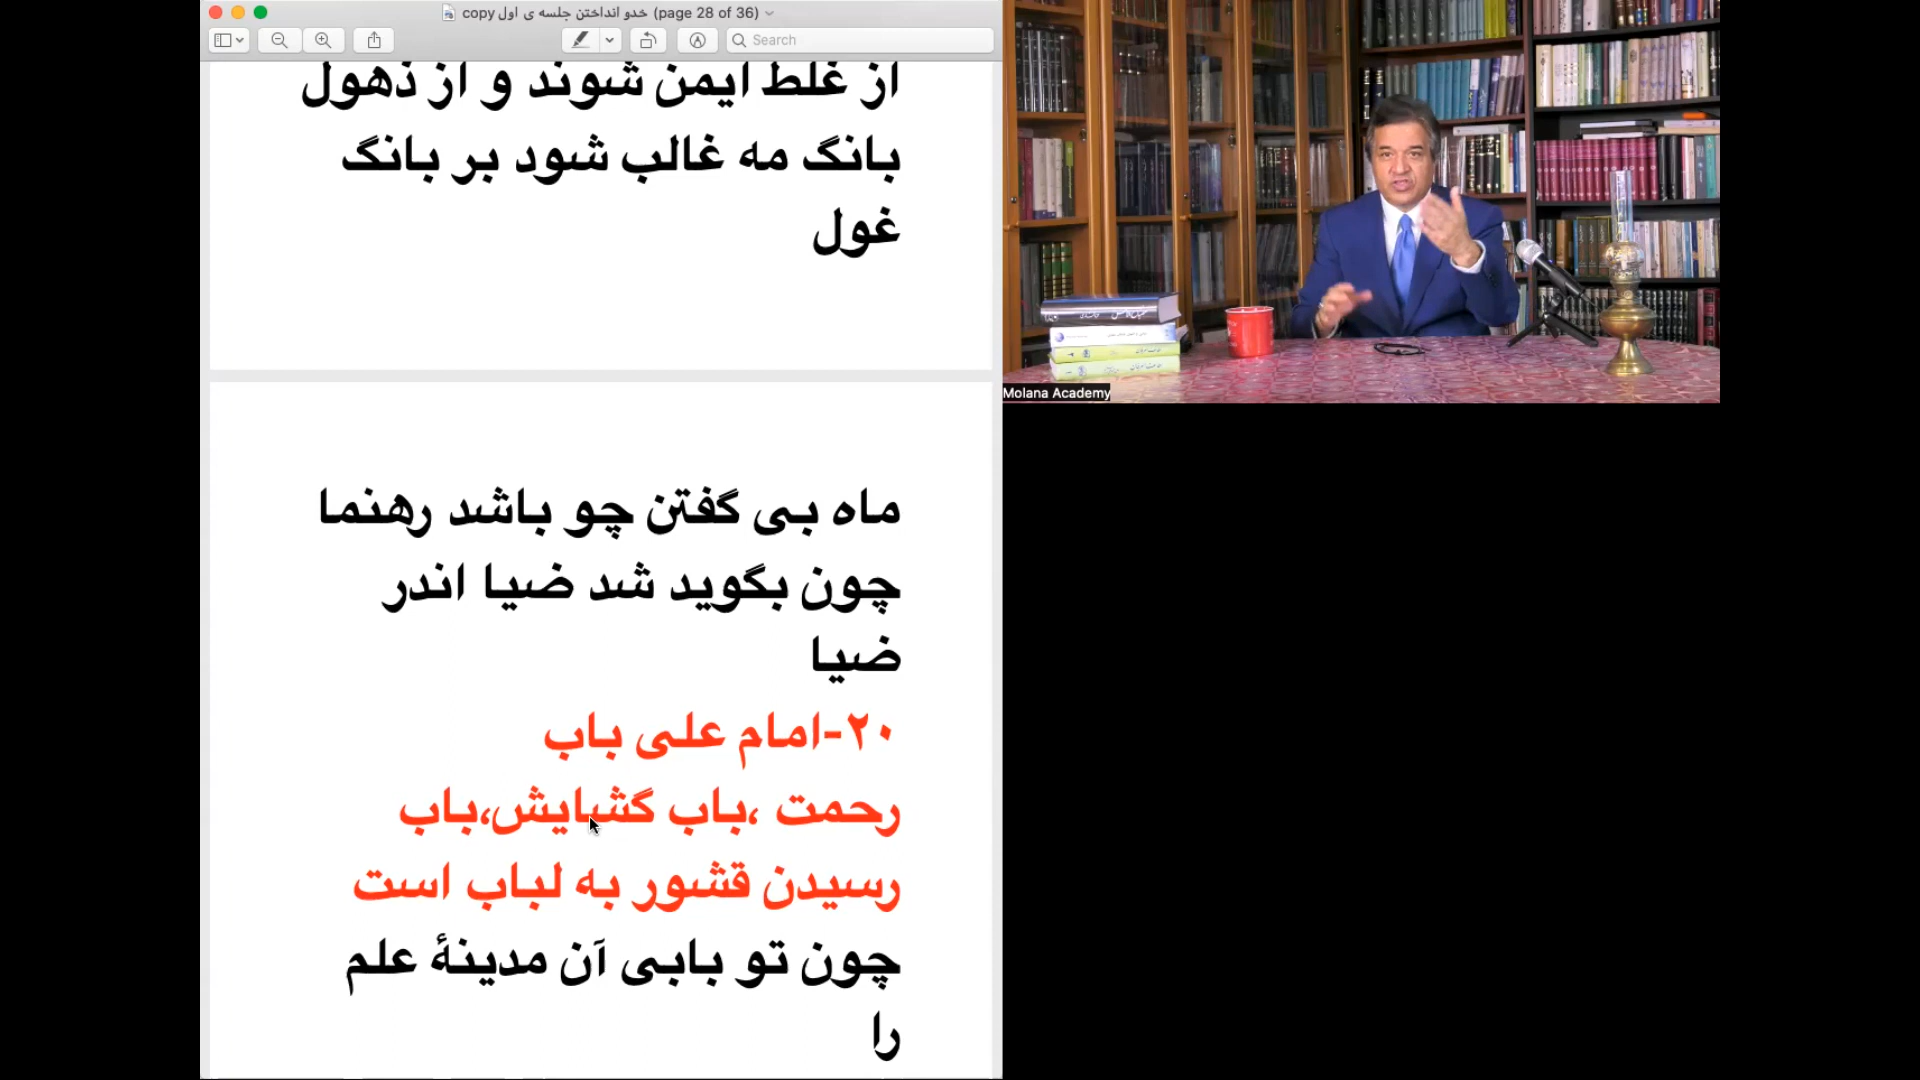 خدو انداختن جلسه ی اول copy (page 28 of 36)
Search
از غلط ایمن شوند و از ذهول
بانگ مه غالب شود بر بانگ
غول
ماه بی گفتن چو باشد رهنما
چون بگوید شد ضیا اندر
ضیا
۲۰-امام علی باب
رحمت ،باب گشایش،باب
رسیدن قشور به لباب است
چون تو بابی آن مدینهٔ علم
را
Molana Academy